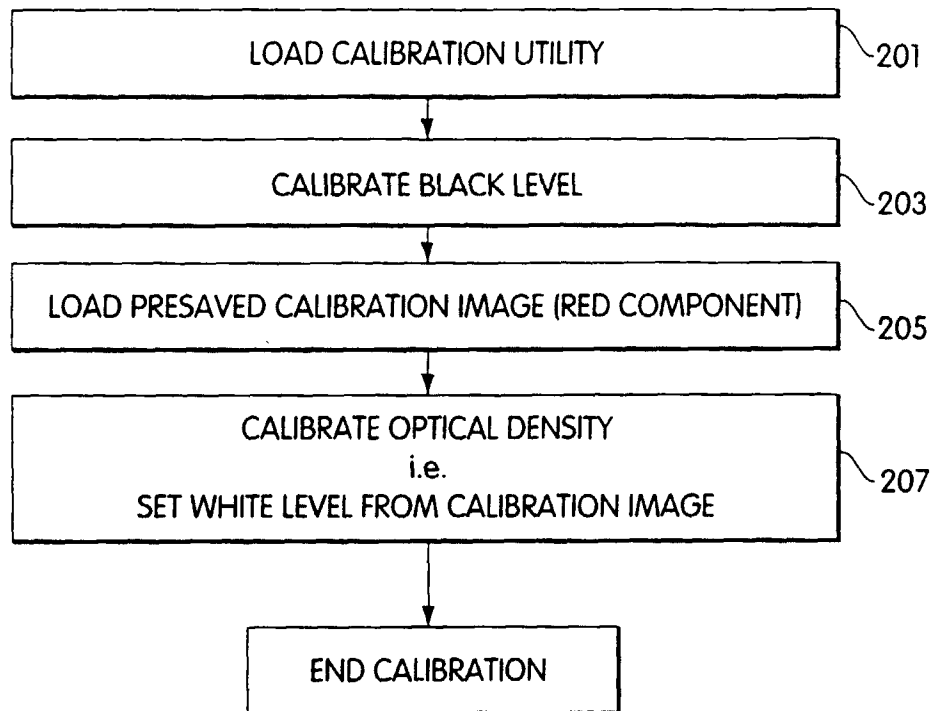 LOAD CALIBRATION UTILITY
201
CALIBRATE BLACK LEVEL
203
LOAD PRESAVED CALIBRATION IMAGE (RED COMPONENT)
205
CALIBRATE OPTICAL DENSITY
i.e.
SET WHITE LEVEL FROM CALIBRATION IMAGE
207
END CALIBRATION